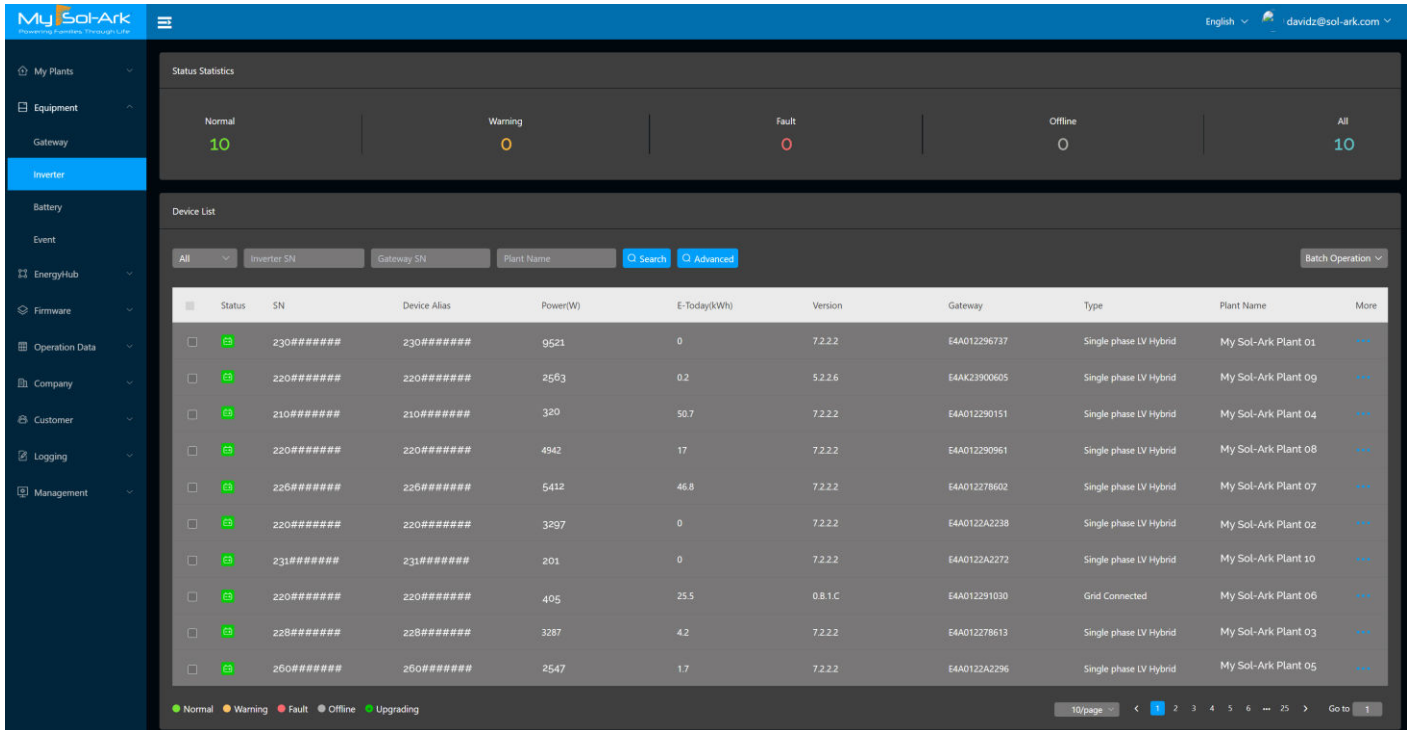 My Sol-Ark
Powering Families Through Life
English
davidz@sol-ark.com
My Plants
Equipment
Gateway
Inverter
Battery
Event
EnergyHub
Firmware
Operation Data
Company
Customer
Logging
Management
Status Statistics
Normal Warning Fault Offline All
10 0 0 0 10
Device List
All Inverter SN Gateway SN Plant Name Search Advanced Batch Operation
Status SN Device Alias Power(W) E-Today(kWh) Version Gateway Type Plant Name More
230####### 230####### 9521 0 7.2.2.2 E4A012296737 Single phase LV Hybrid My Sol-Ark Plant 01
220####### 220####### 2563 0.2 5.2.2.6 E4AK23900605 Single phase LV Hybrid My Sol-Ark Plant 09
210####### 210####### 320 50.7 7.2.2.2 E4A012290151 Single phase LV Hybrid My Sol-Ark Plant 04
220####### 220####### 4942 17 7.2.2.2 E4A012290961 Single phase LV Hybrid My Sol-Ark Plant 08
226####### 226####### 5412 46.8 7.2.2.2 E4A012278602 Single phase LV Hybrid My Sol-Ark Plant 07
220####### 220####### 3297 0 7.2.2.2 E4A0122A2238 Single phase LV Hybrid My Sol-Ark Plant 02
231####### 231####### 201 0 7.2.2.2 E4A0122A2272 Single phase LV Hybrid My Sol-Ark Plant 10
220####### 220####### 405 25.5 0.B.1.C E4A012291030 Grid Connected My Sol-Ark Plant 06
228####### 228####### 3287 4.2 7.2.2.2 E4A012278613 Single phase LV Hybrid My Sol-Ark Plant 03
260####### 260####### 2547 1.7 7.2.2.2 E4A0122A2296 Single phase LV Hybrid My Sol-Ark Plant 05
Normal Warning Fault Offline Upgrading
10/page < 1 2 3 4 5 6 ... 25 > Go to 1